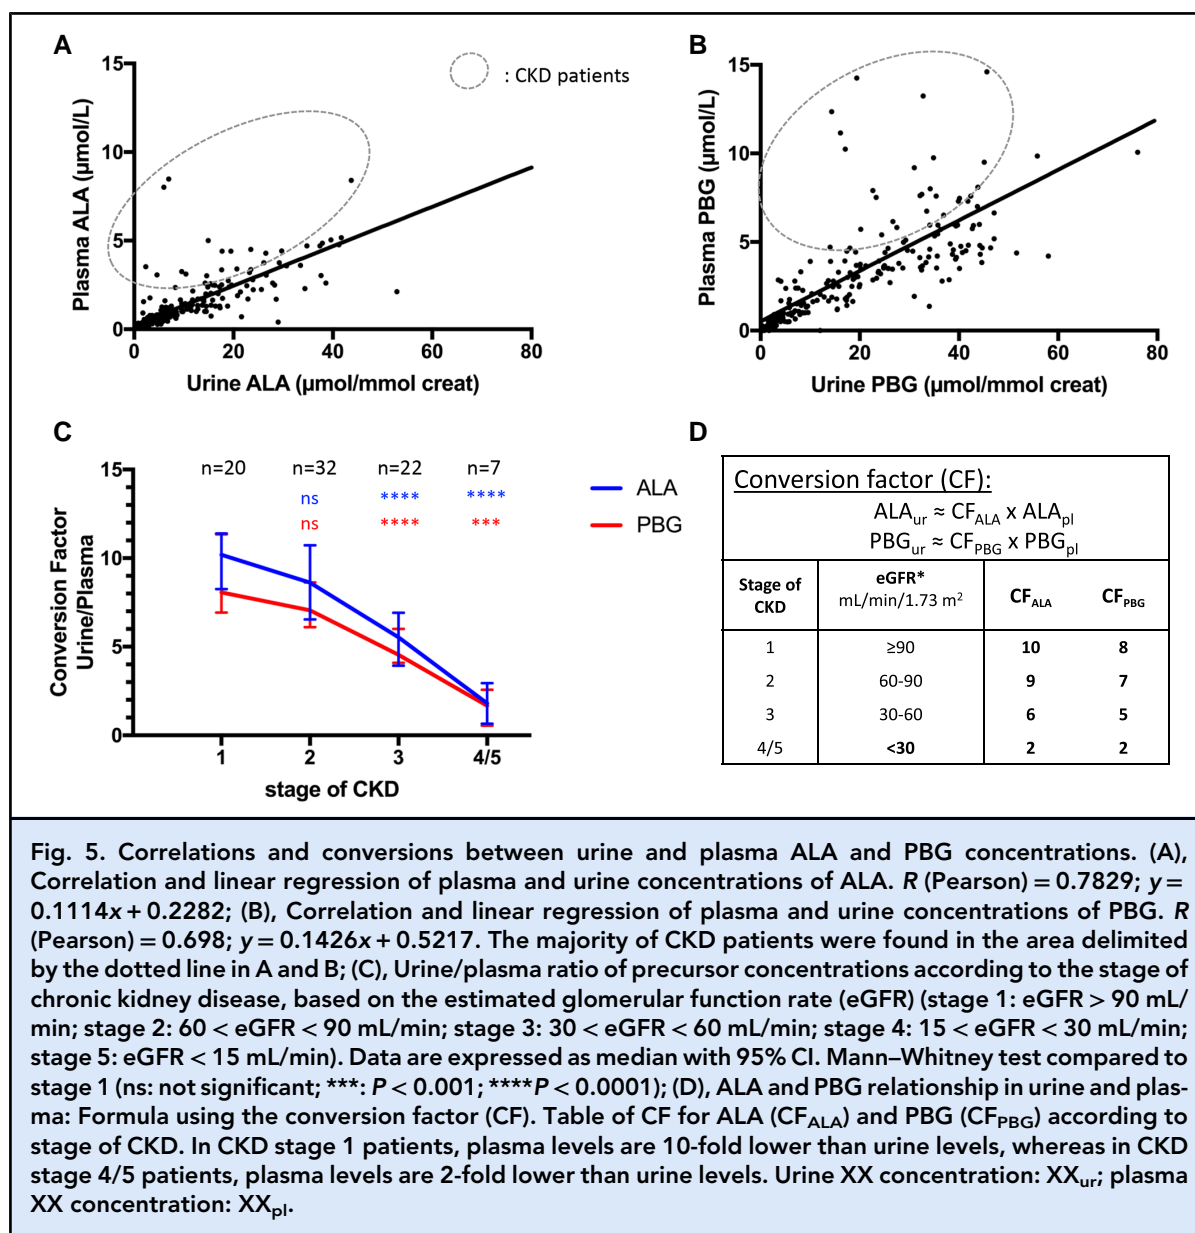 A
15
10
5
0
0
20
40
60
80
Plasma ALA (µmol/L)
Urine ALA (µmol/mmol creat)
: CKD patients
B
15
10
5
0
0
20
40
60
80
Plasma PBG (µmol/L)
Urine PBG (µmol/mmol creat)
C
n=20 n=32 n=22 n=7
ns **** ****
ns **** ***
15
10
5
0
1 2 3 4/5
Conversion Factor
Urine/Plasma
stage of CKD
ALA
PBG
D
Conversion factor (CF):
ALAur ≈ CFALA x ALApl
PBGur ≈ CFPBG x PBGpl
Stage of CKD eGFR* mL/min/1.73 m² CFALA CFPBG
1 ≥90 10 8
2 60-90 9 7
3 30-60 6 5
4/5 <30 2 2
Fig. 5. Correlations and conversions between urine and plasma ALA and PBG concentrations. (A),
Correlation and linear regression of plasma and urine concentrations of ALA. R (Pearson) = 0.7829; y =
0.1114x + 0.2282; (B), Correlation and linear regression of plasma and urine concentrations of PBG. R
(Pearson) = 0.698; y = 0.1426x + 0.5217. The majority of CKD patients were found in the area delimited
by the dotted line in A and B; (C), Urine/plasma ratio of precursor concentrations according to the stage of
chronic kidney disease, based on the estimated glomerular function rate (eGFR) (stage 1: eGFR > 90 mL/
min; stage 2: 60 < eGFR < 90 mL/min; stage 3: 30 < eGFR < 60 mL/min; stage 4: 15 < eGFR < 30 mL/min;
stage 5: eGFR < 15 mL/min). Data are expressed as median with 95% CI. Mann–Whitney test compared to
stage 1 (ns: not significant; ***: P < 0.001; ****P < 0.0001); (D), ALA and PBG relationship in urine and plas-
ma: Formula using the conversion factor (CF). Table of CF for ALA (CFALA) and PBG (CFPBG) according to
stage of CKD. In CKD stage 1 patients, plasma levels are 10-fold lower than urine levels, whereas in CKD
stage 4/5 patients, plasma levels are 2-fold lower than urine levels. Urine XX concentration: XXur; plasma
XX concentration: XXpl.